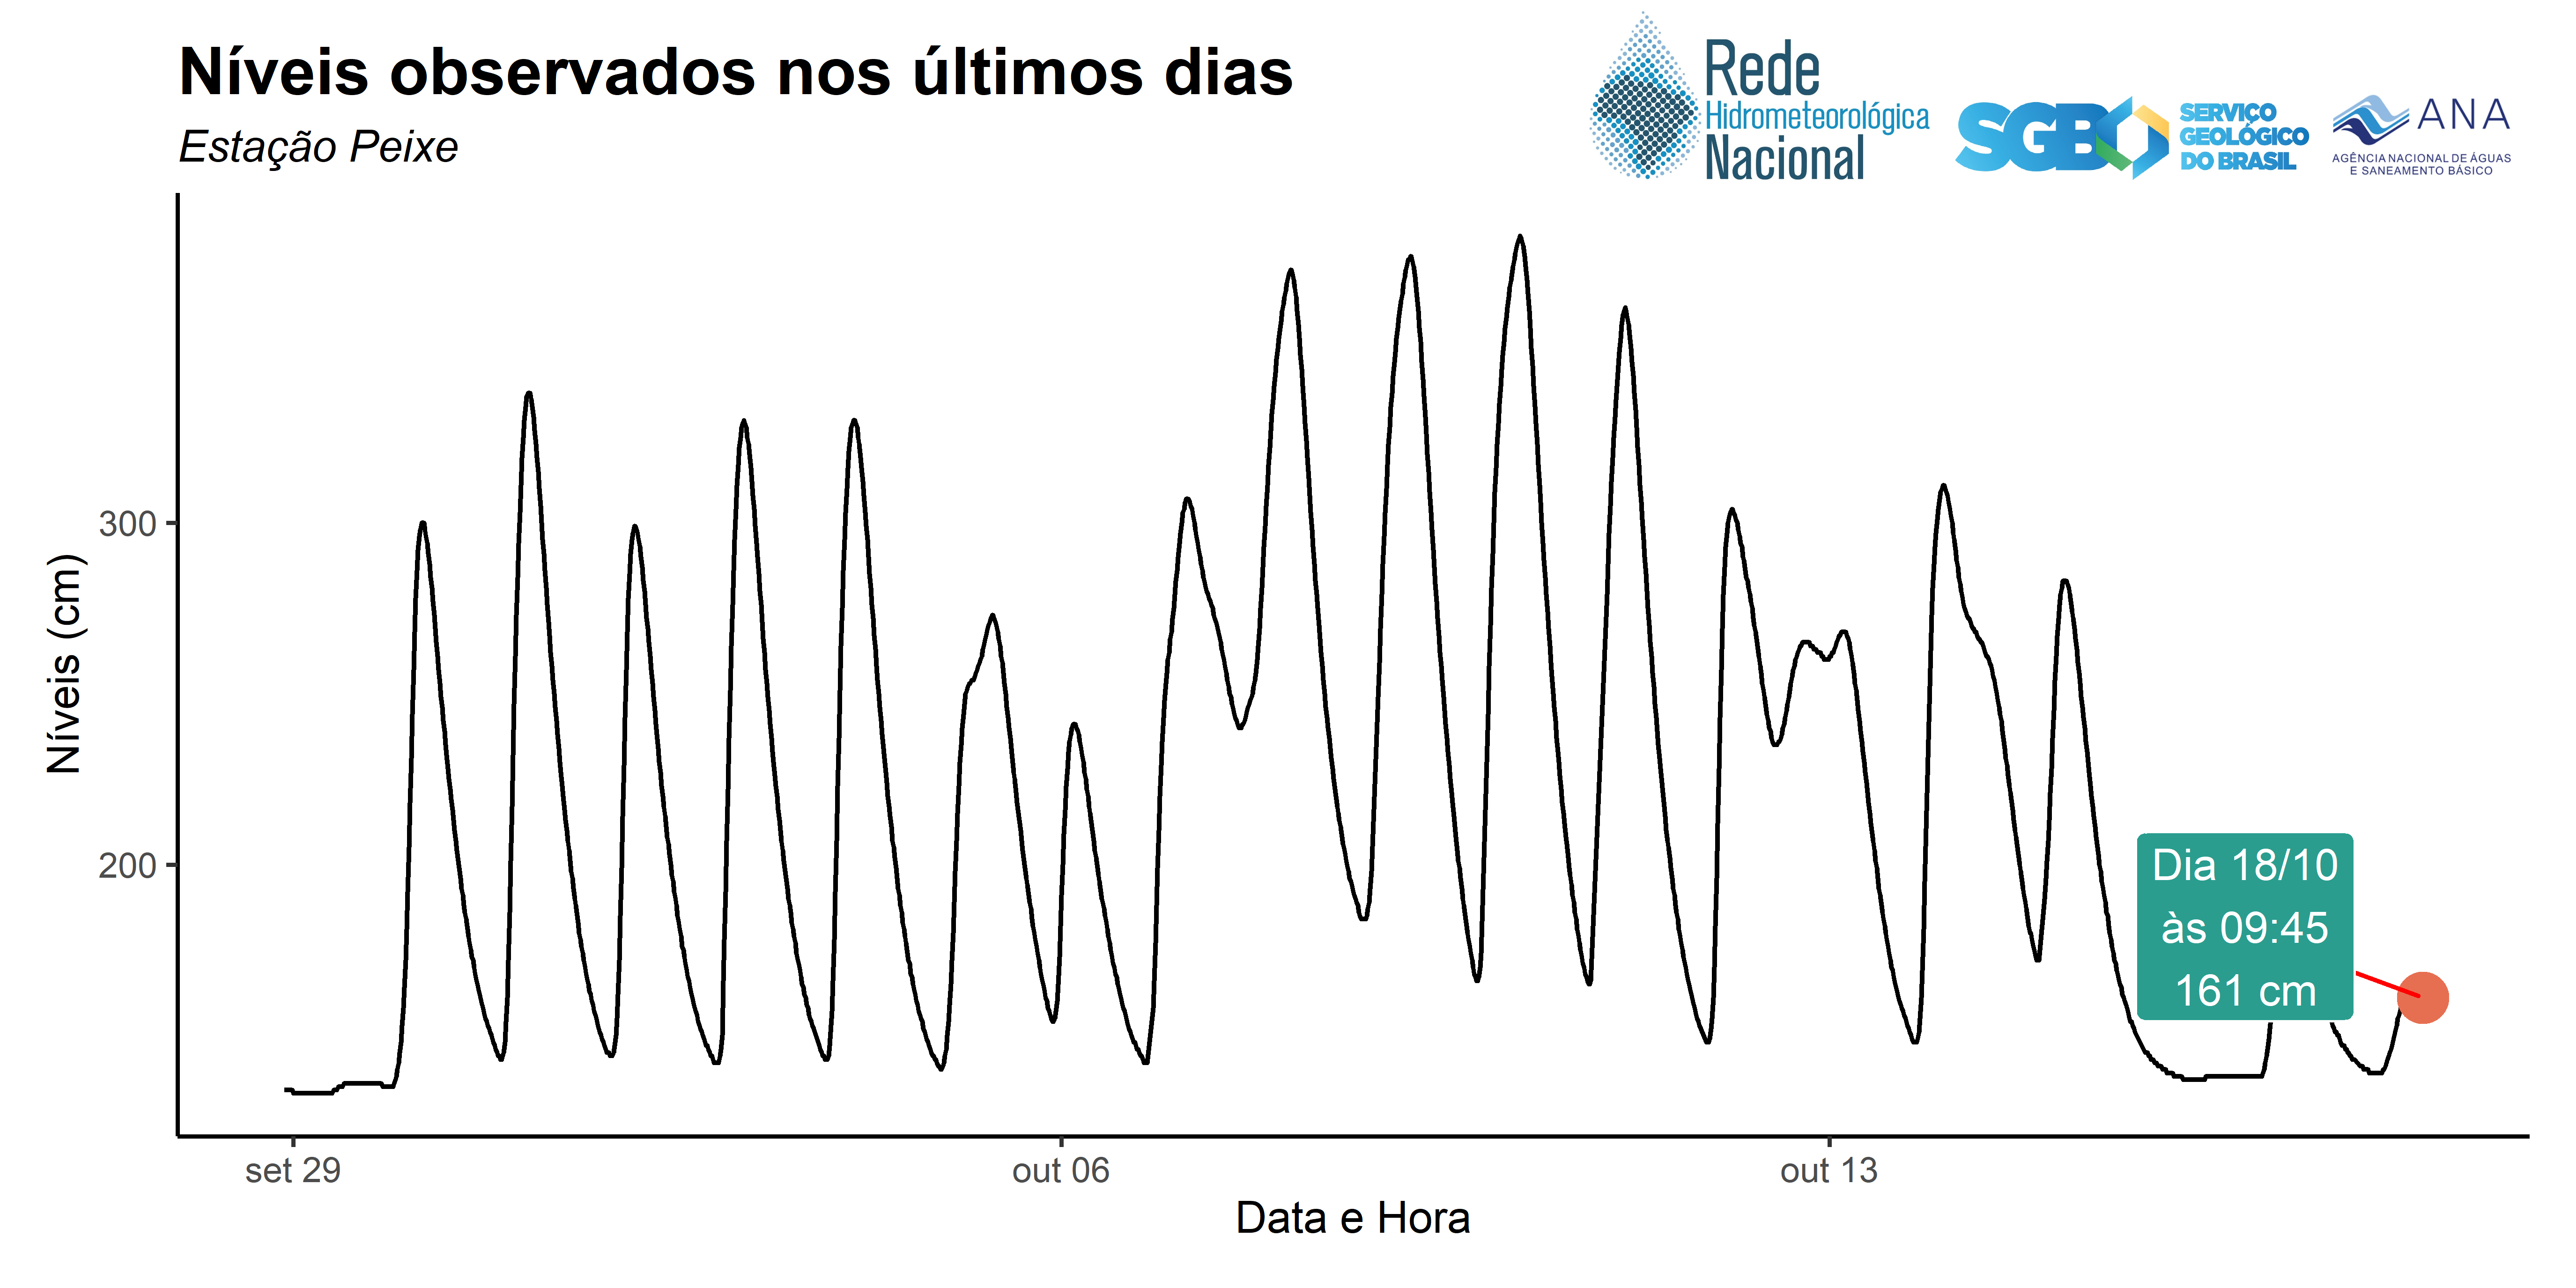 Níveis observados nos últimos dias
Estação Peixe
Rede
Hidrometeorológica
Nacional
SGB
SERVIÇO
GEOLÓGICO
DO BRASIL
ANA
AGÊNCIA NACIONAL DE ÁGUAS
E SANEAMENTO BÁSICO
Níveis (cm)
300
200
Dia 18/10
às 09:45
161 cm
set 29
out 06
out 13
Data e Hora